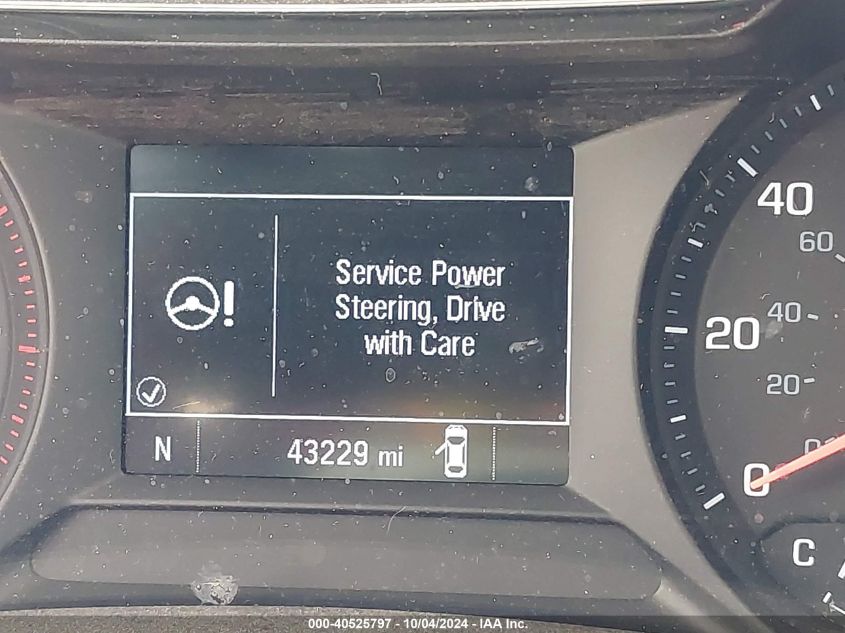 Service Power
Steering, Drive
with Care
N
43229 mi
40
60
20
40
20
0
0
C
000-40525797 - 10/04/2024 - IAA Inc.